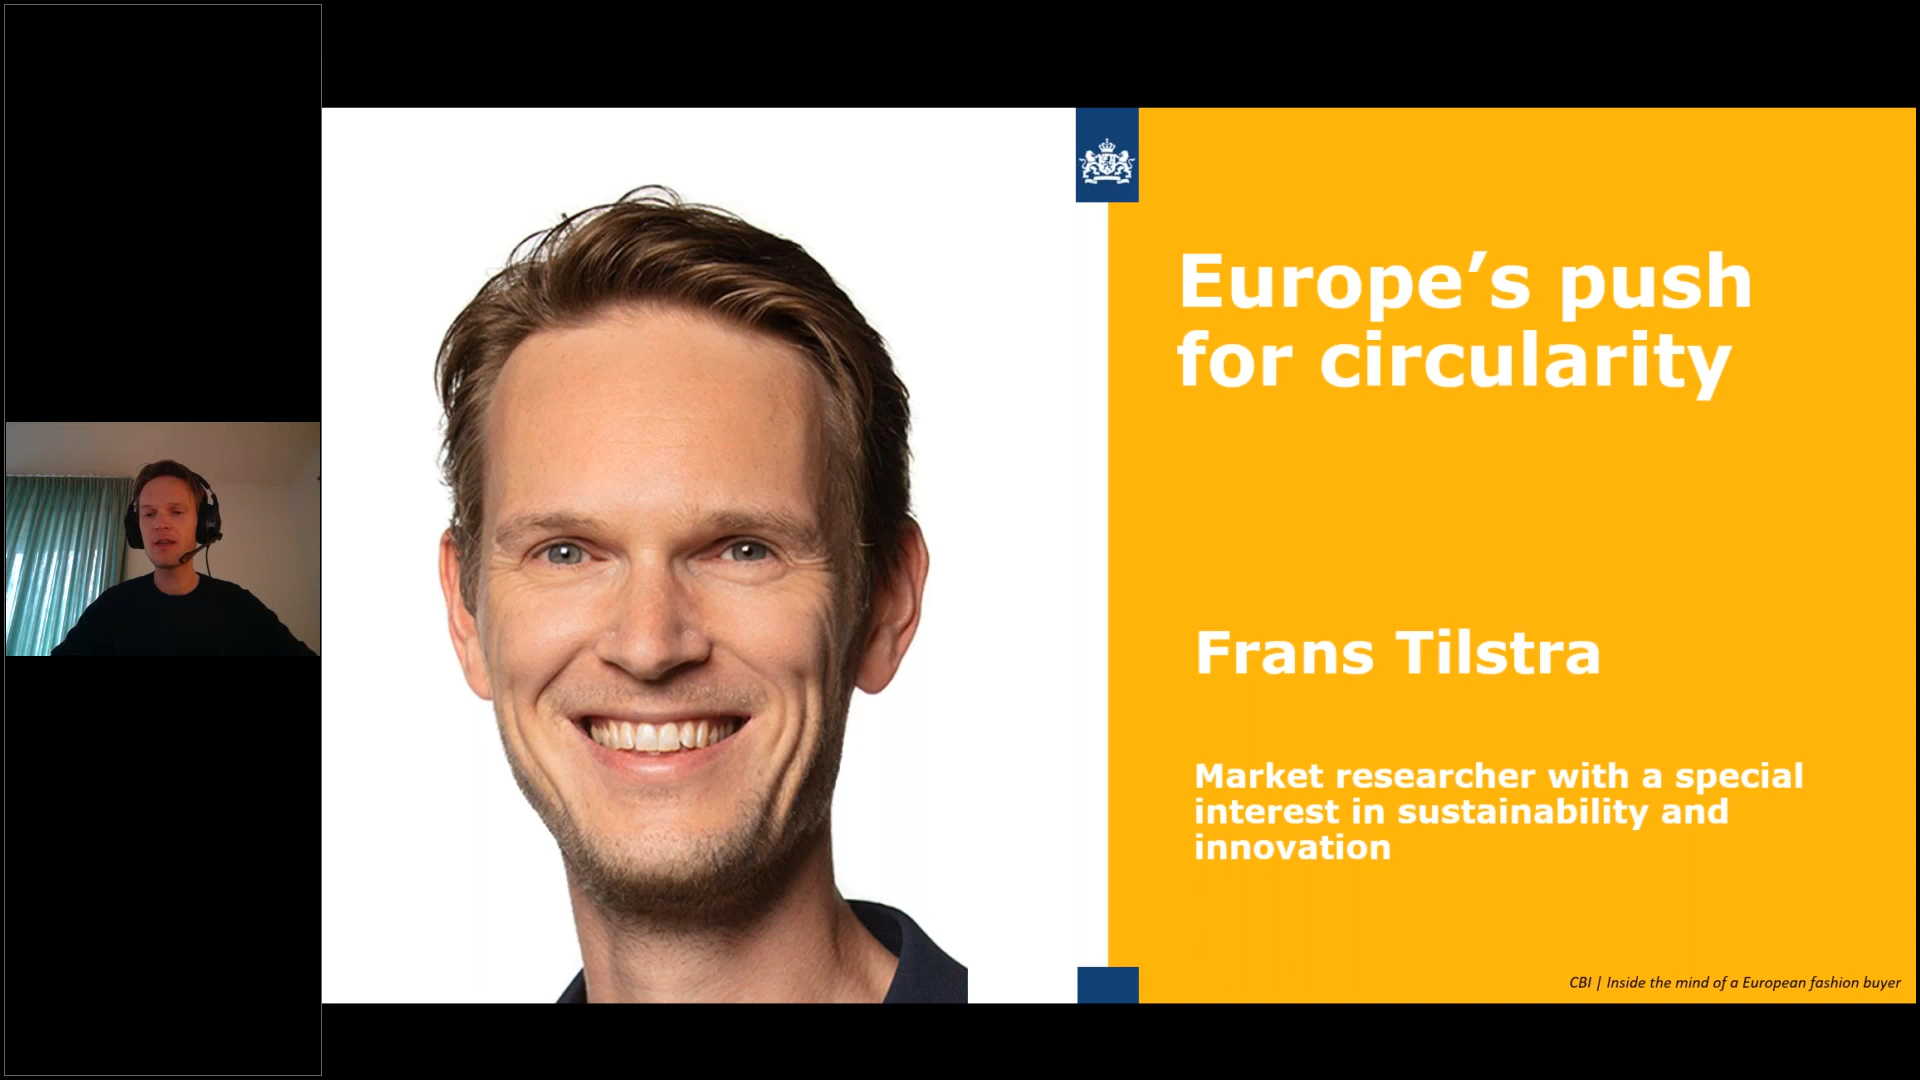 Europe’s push
for circularity
Frans Tilstra
Market researcher with a special
interest in sustainability and
innovation
CBI | Inside the mind of a European fashion buyer